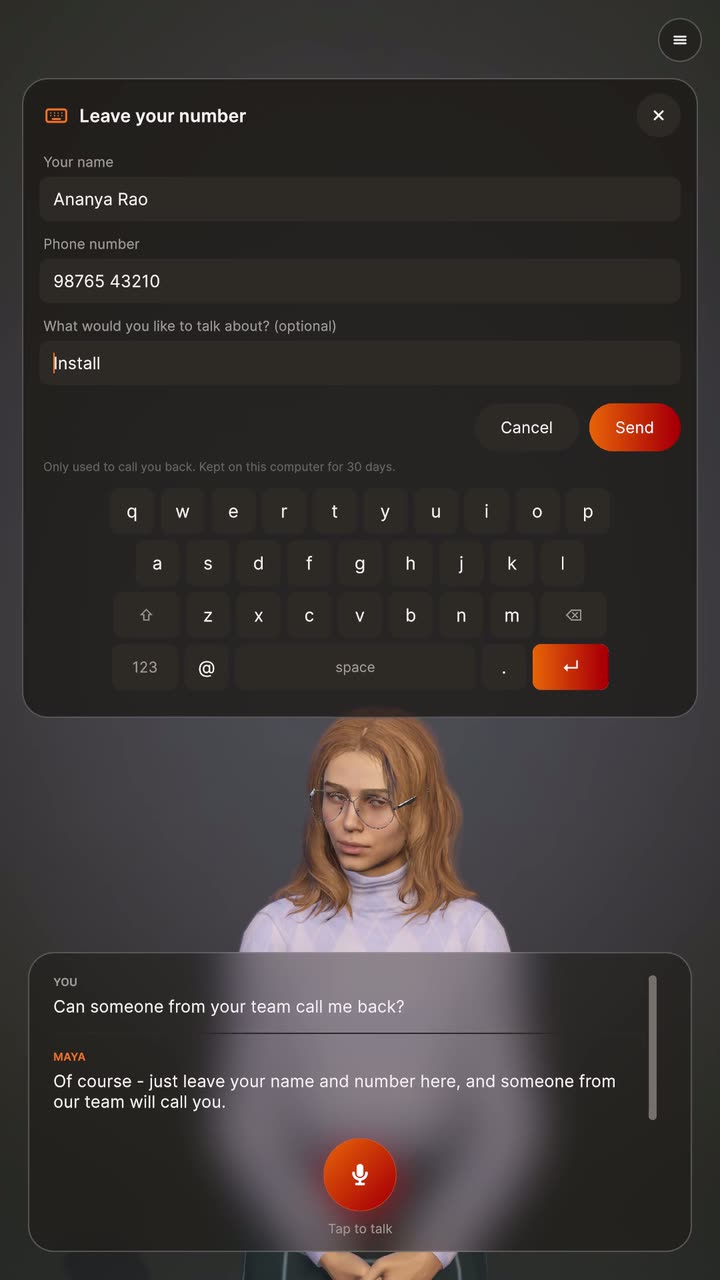 Leave your number
Your name
Ananya Rao
Phone number
98765 43210
What would you like to talk about? (optional)
Install
Cancel
Send
Only used to call you back. Kept on this computer for 30 days.
q w e r t y u i o p
a s d f g h j k l
z x c v b n m
123 @ space .
YOU
Can someone from your team call me back?
MAYA
Of course - just leave your name and number here, and someone from
our team will call you.
Tap to talk